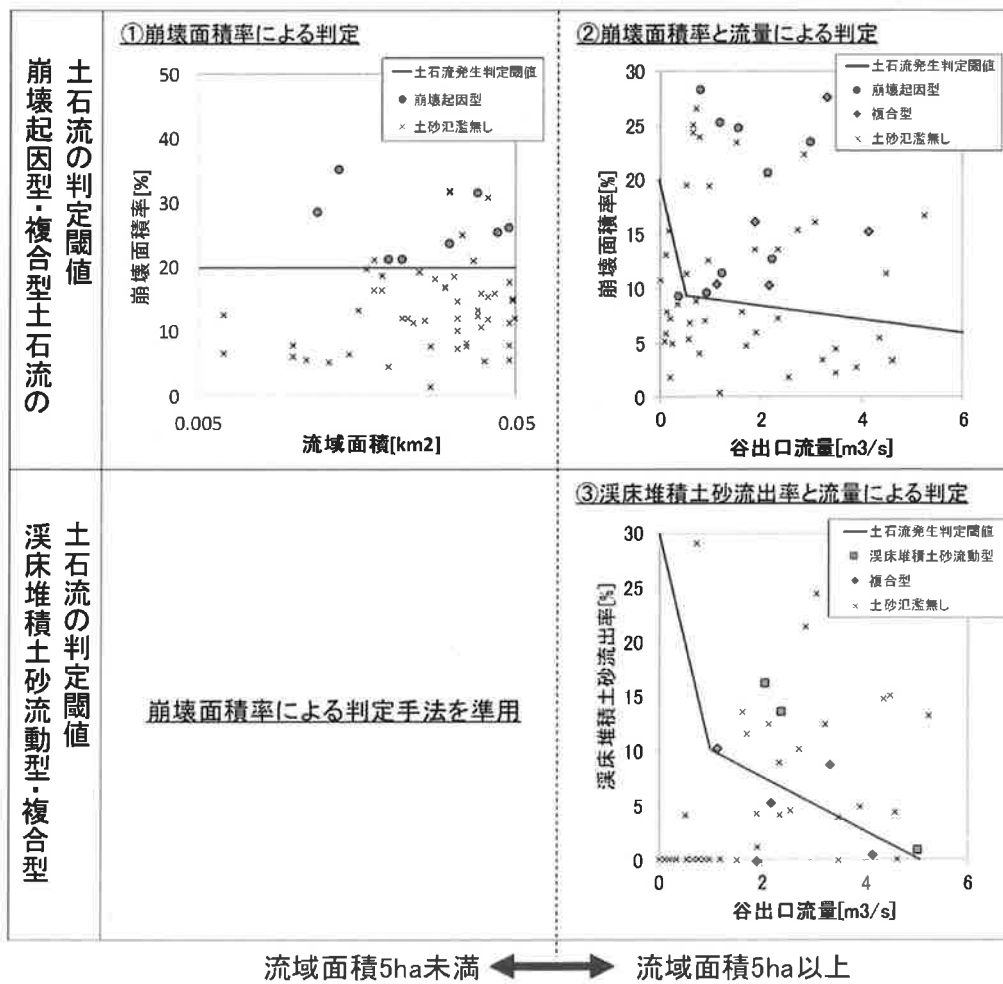 崩壊起因型・複合型土石流の
土石流の判定閾値
①崩壊面積率による判定
土石流発生判定閾値
崩壊起因型
土砂氾濫無し
崩壊面積率[%]
50
40
30
20
10
0
0.005
0.05
流域面積[km2]
②崩壊面積率と流量による判定
土石流発生判定閾値
崩壊起因型
複合型
土砂氾濫無し
崩壊面積率[%]
30
25
20
15
10
5
0
0 2 4 6
谷出口流量[m3/s]
渓床堆積土砂流動型・複合型
土石流の判定閾値
崩壊面積率による判定手法を準用
③渓床堆積土砂流出率と流量による判定
土石流発生判定閾値
渓床堆積土砂流動型
複合型
土砂氾濫無し
渓床堆積土砂流出率[%]
30
25
20
15
10
5
0
0 2 4 6
谷出口流量[m3/s]
流域面積5ha未満
流域面積5ha以上